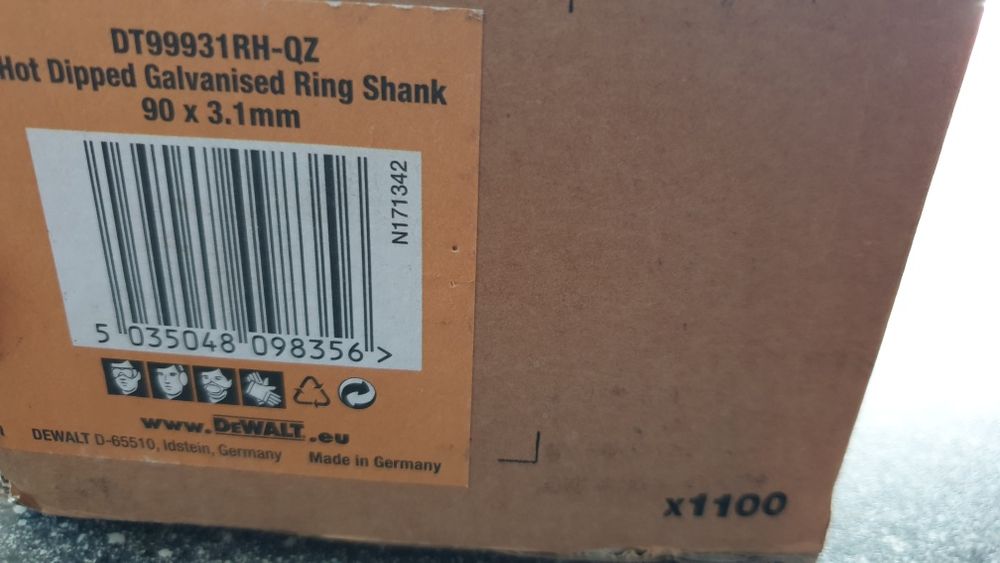 DT99931RH-QZ
Hot Dipped Galvanised Ring Shank
90 x 3.1mm
N171342
5 035048 098356 >
www.DEWALT.eu
DEWALT D-65510, Idstein, Germany Made in Germany
x1100